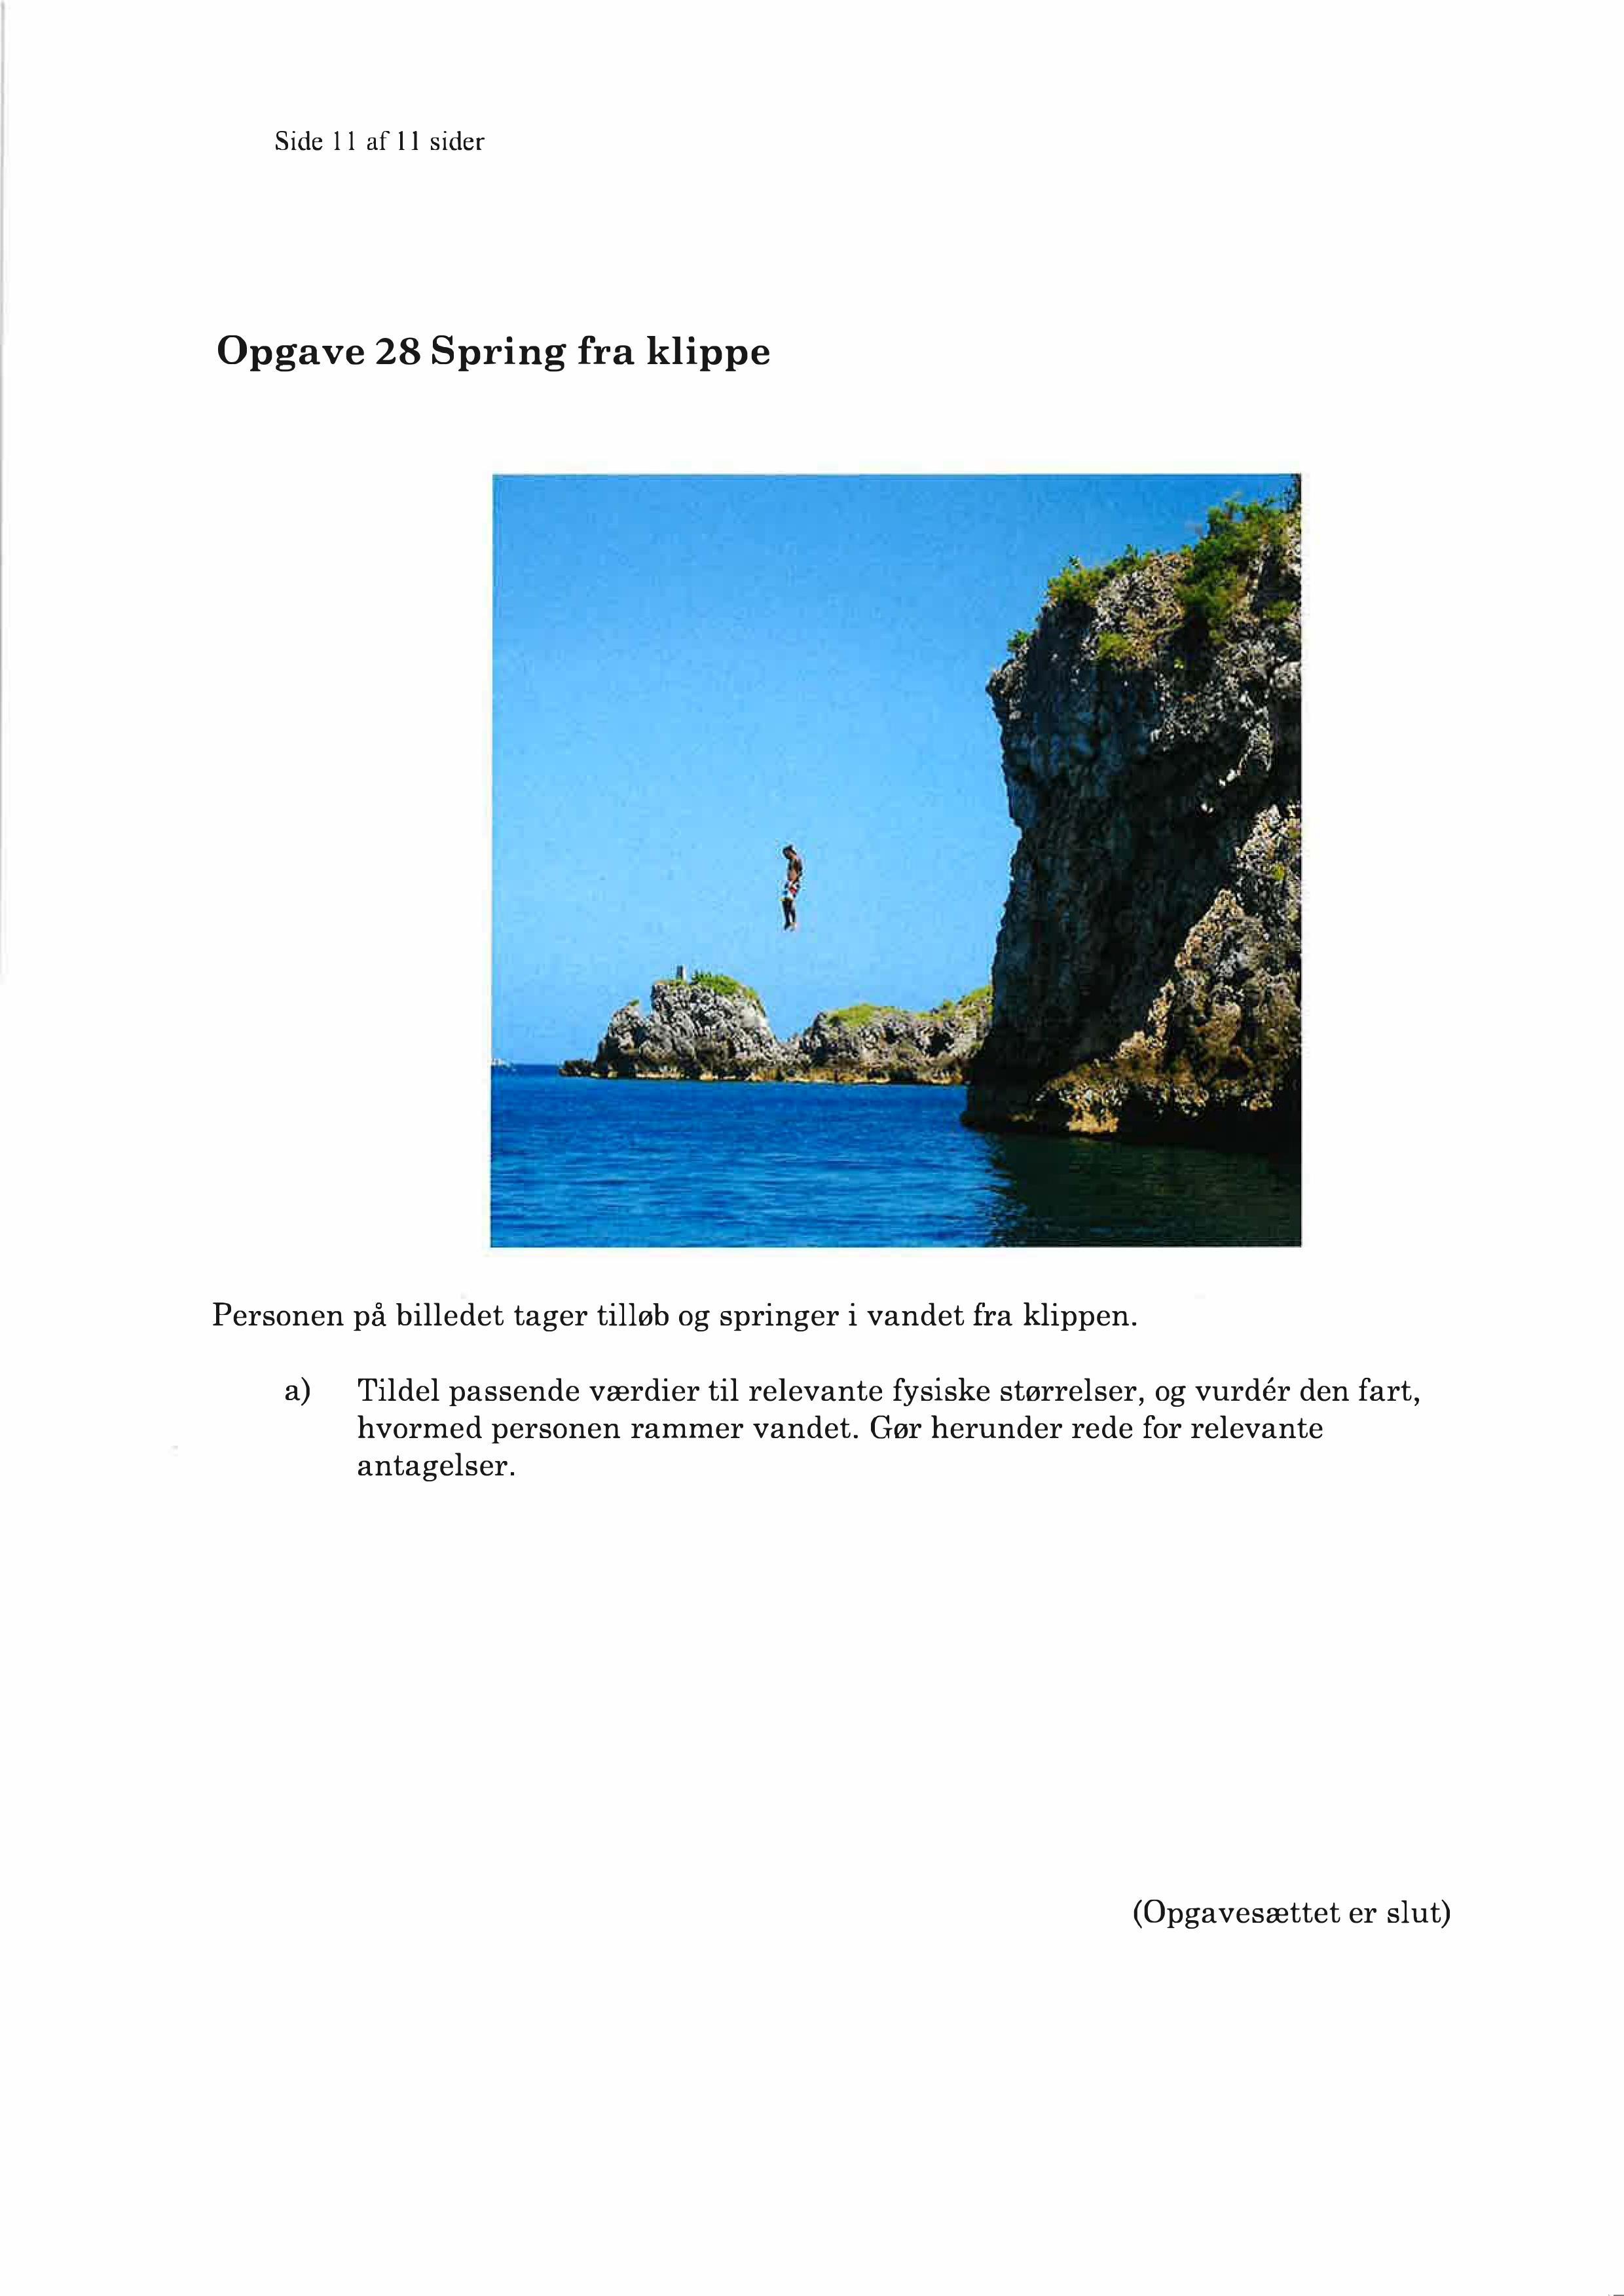 Side 11 af 11 sider
Opgave 28 Spring fra klippe
Personen på billedet tager tilløb og springer i vandet fra klippen.
a) Tildel passende værdier til relevante fysiske størrelser, og vurdér den fart,
hvormed personen rammer vandet. Gør herunder rede for relevante
antagelser.
(Opgavesættet er slut)